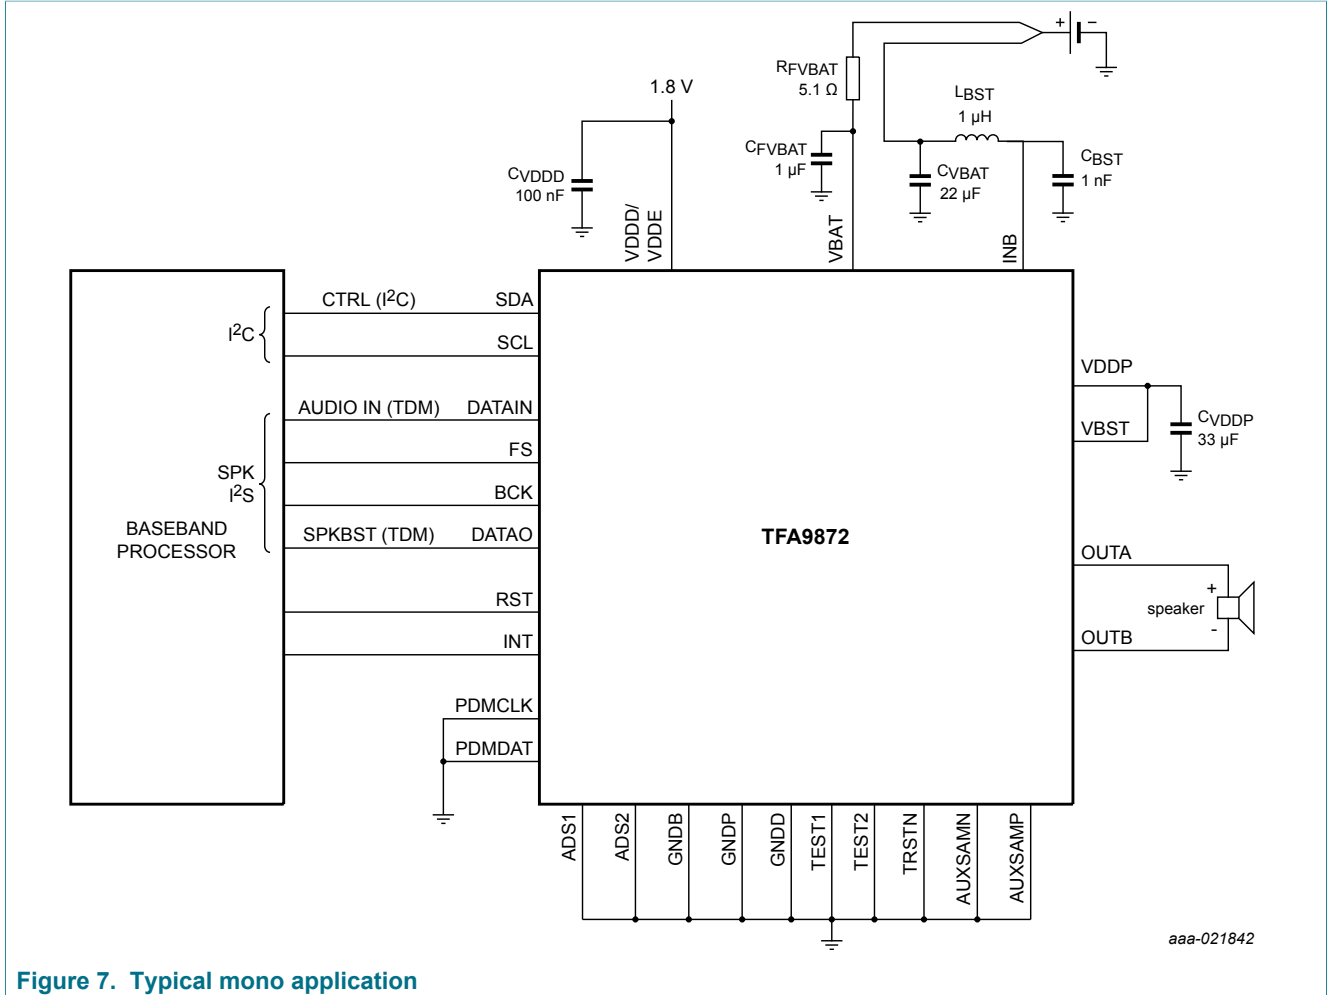 + −
RFVBAT
5.1 Ω
1.8 V
LBST
1 µH
CFVBAT
1 µF
CBST
1 nF
CVDDD
100 nF
CVBAT
22 µF
VDDD/
VDDE
VBAT
INB
CTRL (I2C)
SDA
I2C
SCL
VDDP
AUDIO IN (TDM)
DATAIN
VBST
CVDDP
33 µF
FS
SPK
I2S
BCK
BASEBAND
PROCESSOR
SPKBST (TDM)
DATAO
TFA9872
OUTA
+
speaker
-
OUTB
RST
INT
PDMCLK
PDMDAT
ADS1
ADS2
GNDB
GNDP
GNDD
TEST1
TEST2
TRSTN
AUXSAMN
AUXSAMP
aaa-021842
Figure 7. Typical mono application